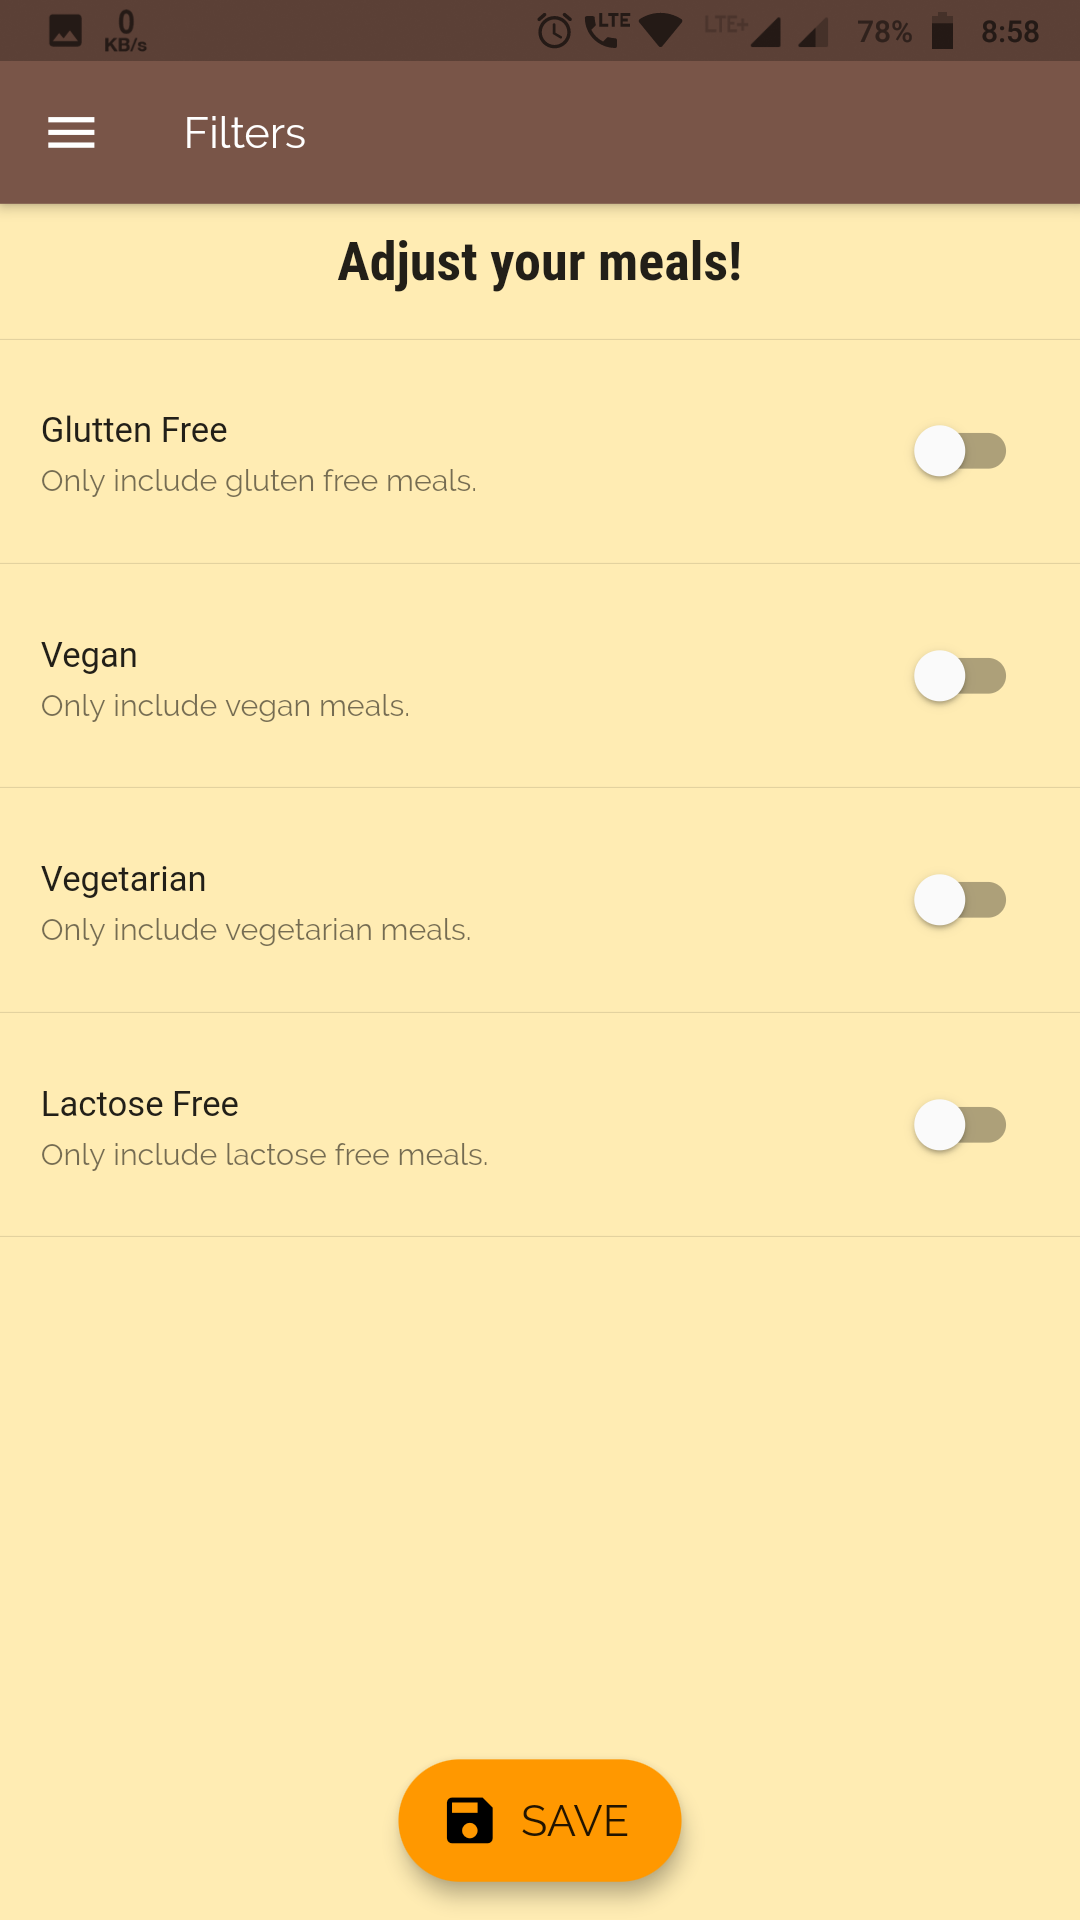 0
KB/s
LTE
LTE+
78%
8:58
Filters
Adjust your meals!
Glutten Free
Only include gluten free meals.
Vegan
Only include vegan meals.
Vegetarian
Only include vegetarian meals.
Lactose Free
Only include lactose free meals.
SAVE